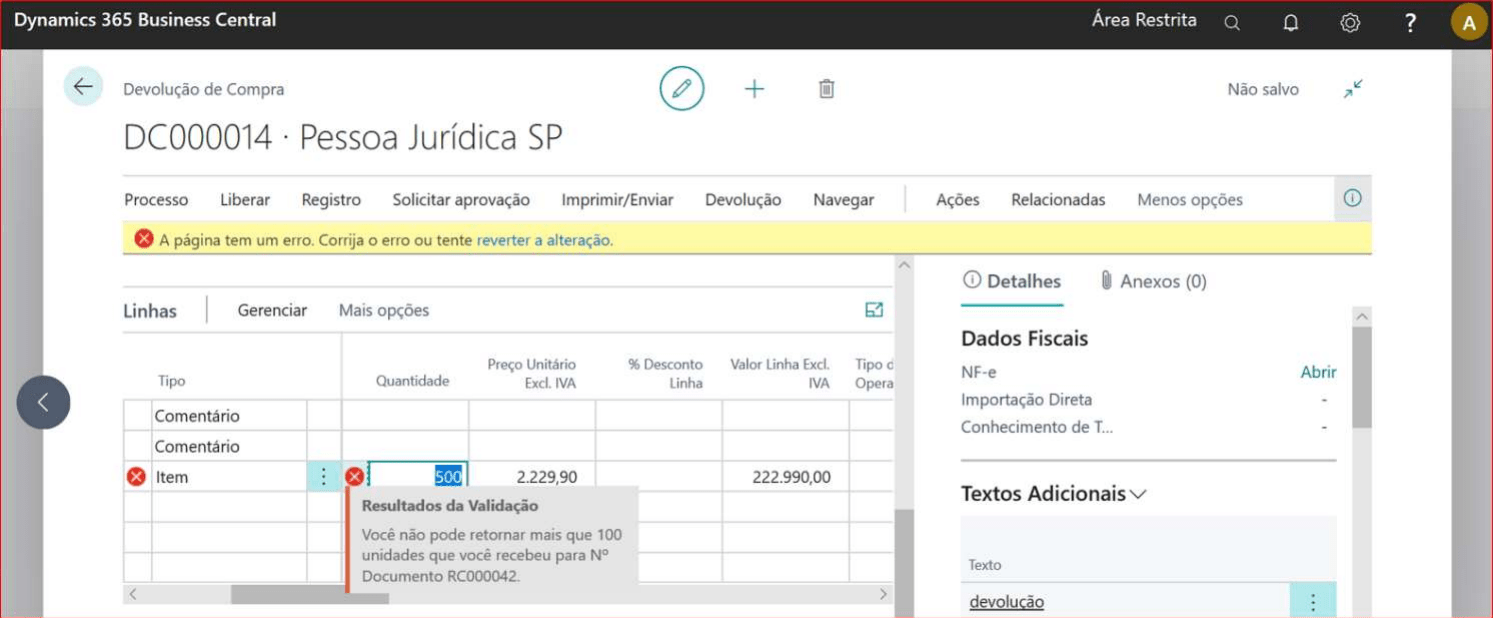 Dynamics 365 Business Central
Área Restrita
?
A
Devolução de Compra
Não salvo
DC000014 · Pessoa Jurídica SP
Processo Liberar Registro Solicitar aprovação Imprimir/Enviar Devolução Navegar Ações Relacionadas Menos opções
A página tem um erro. Corrija o erro ou tente reverter a alteração.
Linhas Gerenciar Mais opções
Tipo
Quantidade
Preço Unitário
Excl. IVA
% Desconto
Linha
Valor Linha Excl.
IVA
Tipo d
Opera
Comentário
Comentário
Item 500 2.229,90 222.990,00
Resultados da Validação
Você não pode retornar mais que 100
unidades que você recebeu para Nº
Documento RC000042.
Detalhes Anexos (0)
Dados Fiscais
NF-e Abrir
Importação Direta -
Conhecimento de T... -
Textos Adicionais
Texto
devolução